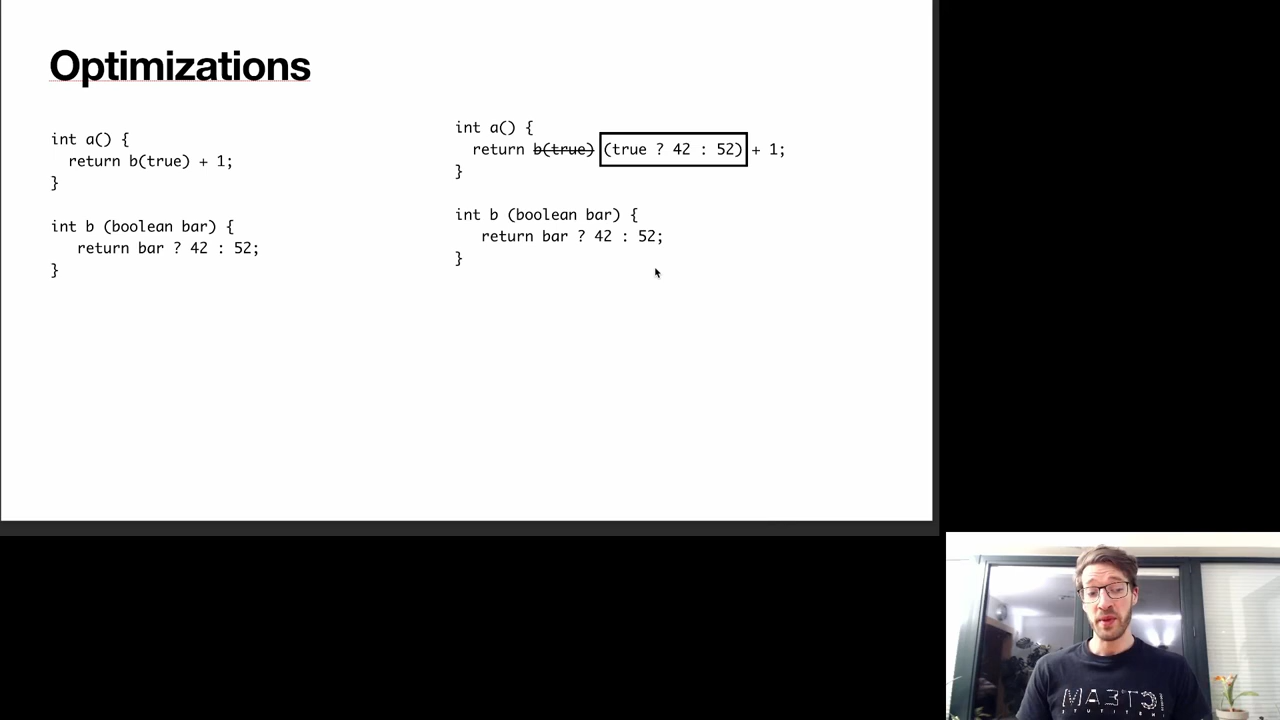 Optimizations
int a() {
  return b(true) + 1;
}
int b (boolean bar) {
   return bar ? 42 : 52;
}
int a() {
  return b(true) (true ? 42 : 52) + 1;
}
int b (boolean bar) {
   return bar ? 42 : 52;
}
ICTEAM